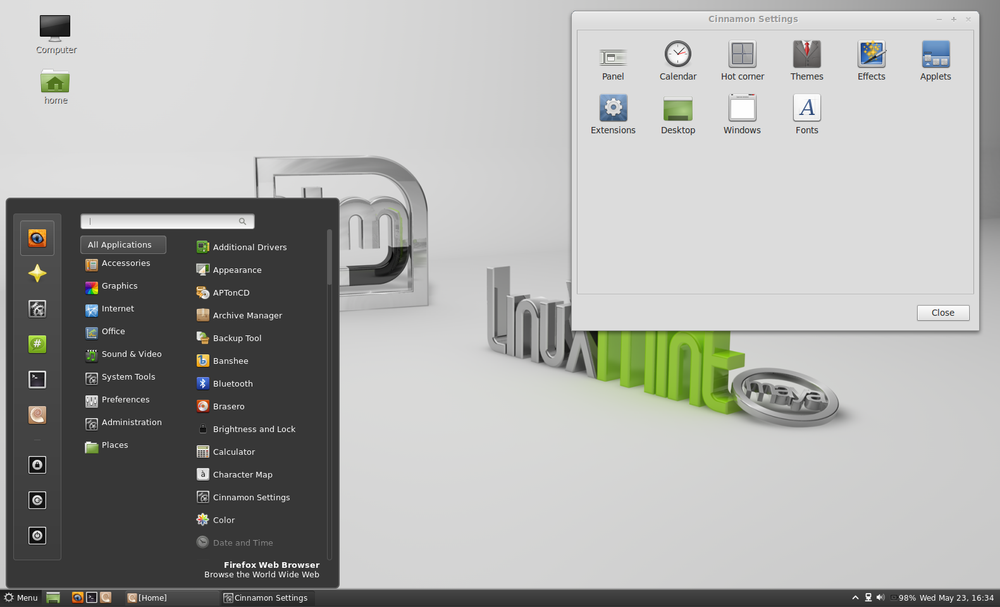 Computer
home
Cinnamon Settings
Panel
Calendar
Hot corner
Themes
Effects
Applets
Extensions
Desktop
Windows
Fonts
Close
m
Linux
mint
maya
All Applications
Accessories
Graphics
Internet
Office
Sound & Video
System Tools
Preferences
Administration
Places
Additional Drivers
Appearance
APTonCD
Archive Manager
Backup Tool
Banshee
Bluetooth
Brasero
Brightness and Lock
Calculator
Character Map
Cinnamon Settings
Color
Date and Time
Firefox Web Browser
Browse the World Wide Web
Menu
[Home]
Cinnamon Settings
98%
Wed May 23, 16:34